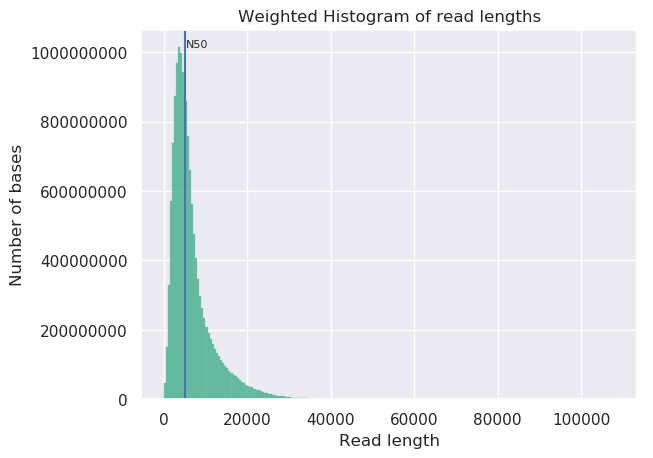 Weighted Histogram of read lengths
N50
1000000000
800000000
600000000
400000000
200000000
0
Number of bases
0 20000 40000 60000 80000 100000
Read length